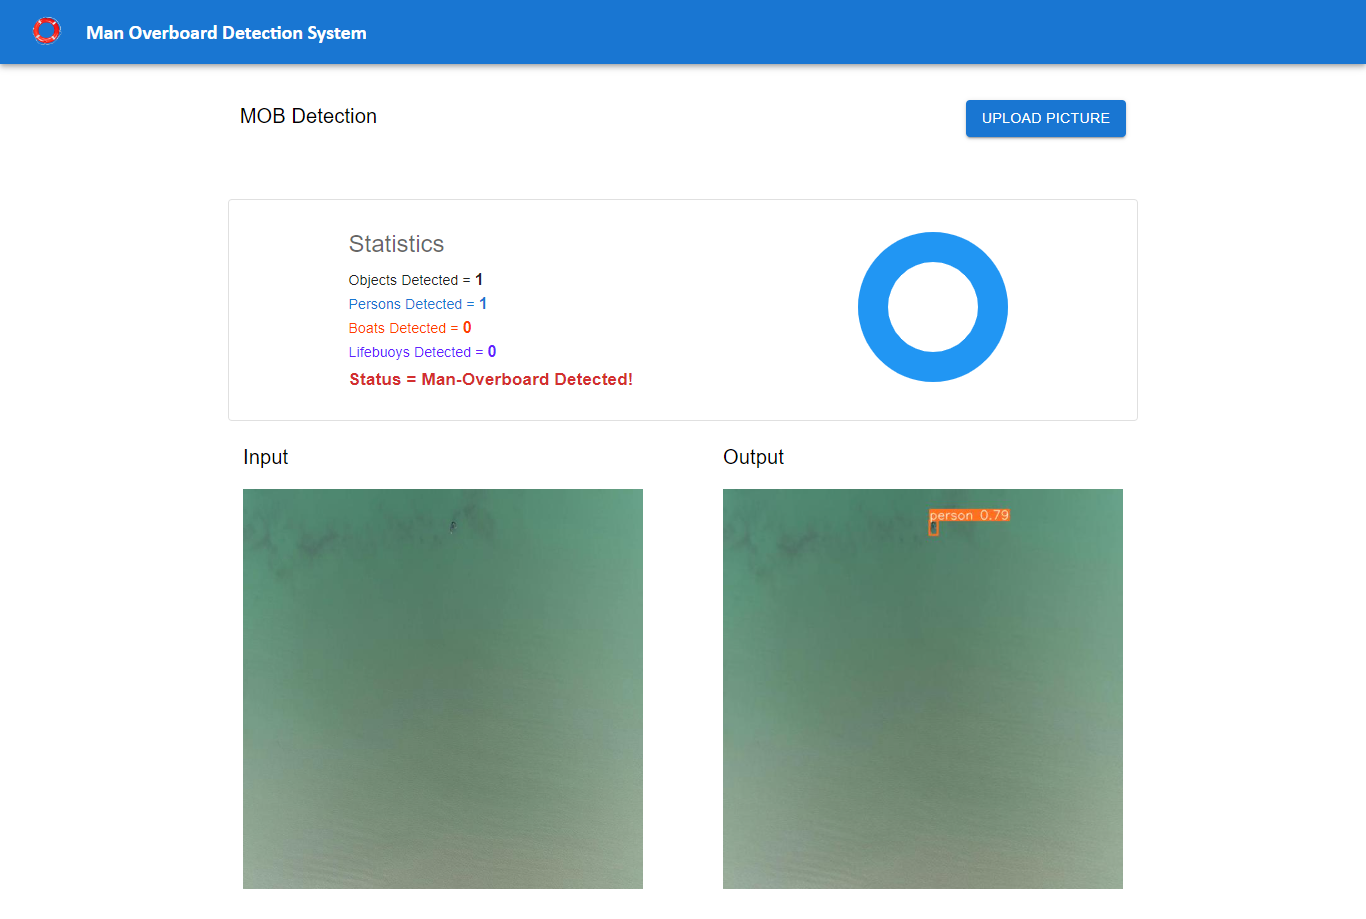 Man Overboard Detection System
MOB Detection
UPLOAD PICTURE
Statistics
Objects Detected = 1
Persons Detected = 1
Boats Detected = 0
Lifebuoys Detected = 0
Status = Man-Overboard Detected!
Input
Output
person 0.79